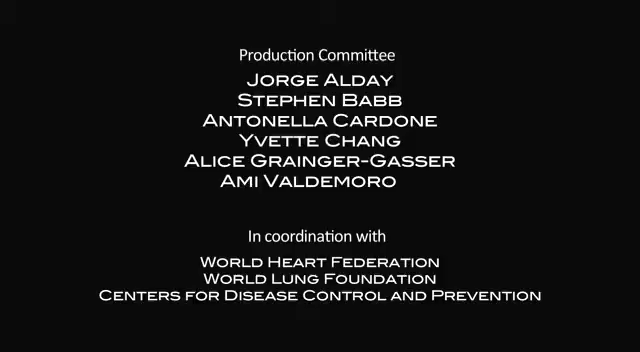 Production Committee
JORGE ALDAY
STEPHEN BABB
ANTONELLA CARDONE
YVETTE CHANG
ALICE GRAINGER-GASSER
AMI VALDEMORO
In coordination with
WORLD HEART FEDERATION
WORLD LUNG FOUNDATION
CENTERS FOR DISEASE CONTROL AND PREVENTION